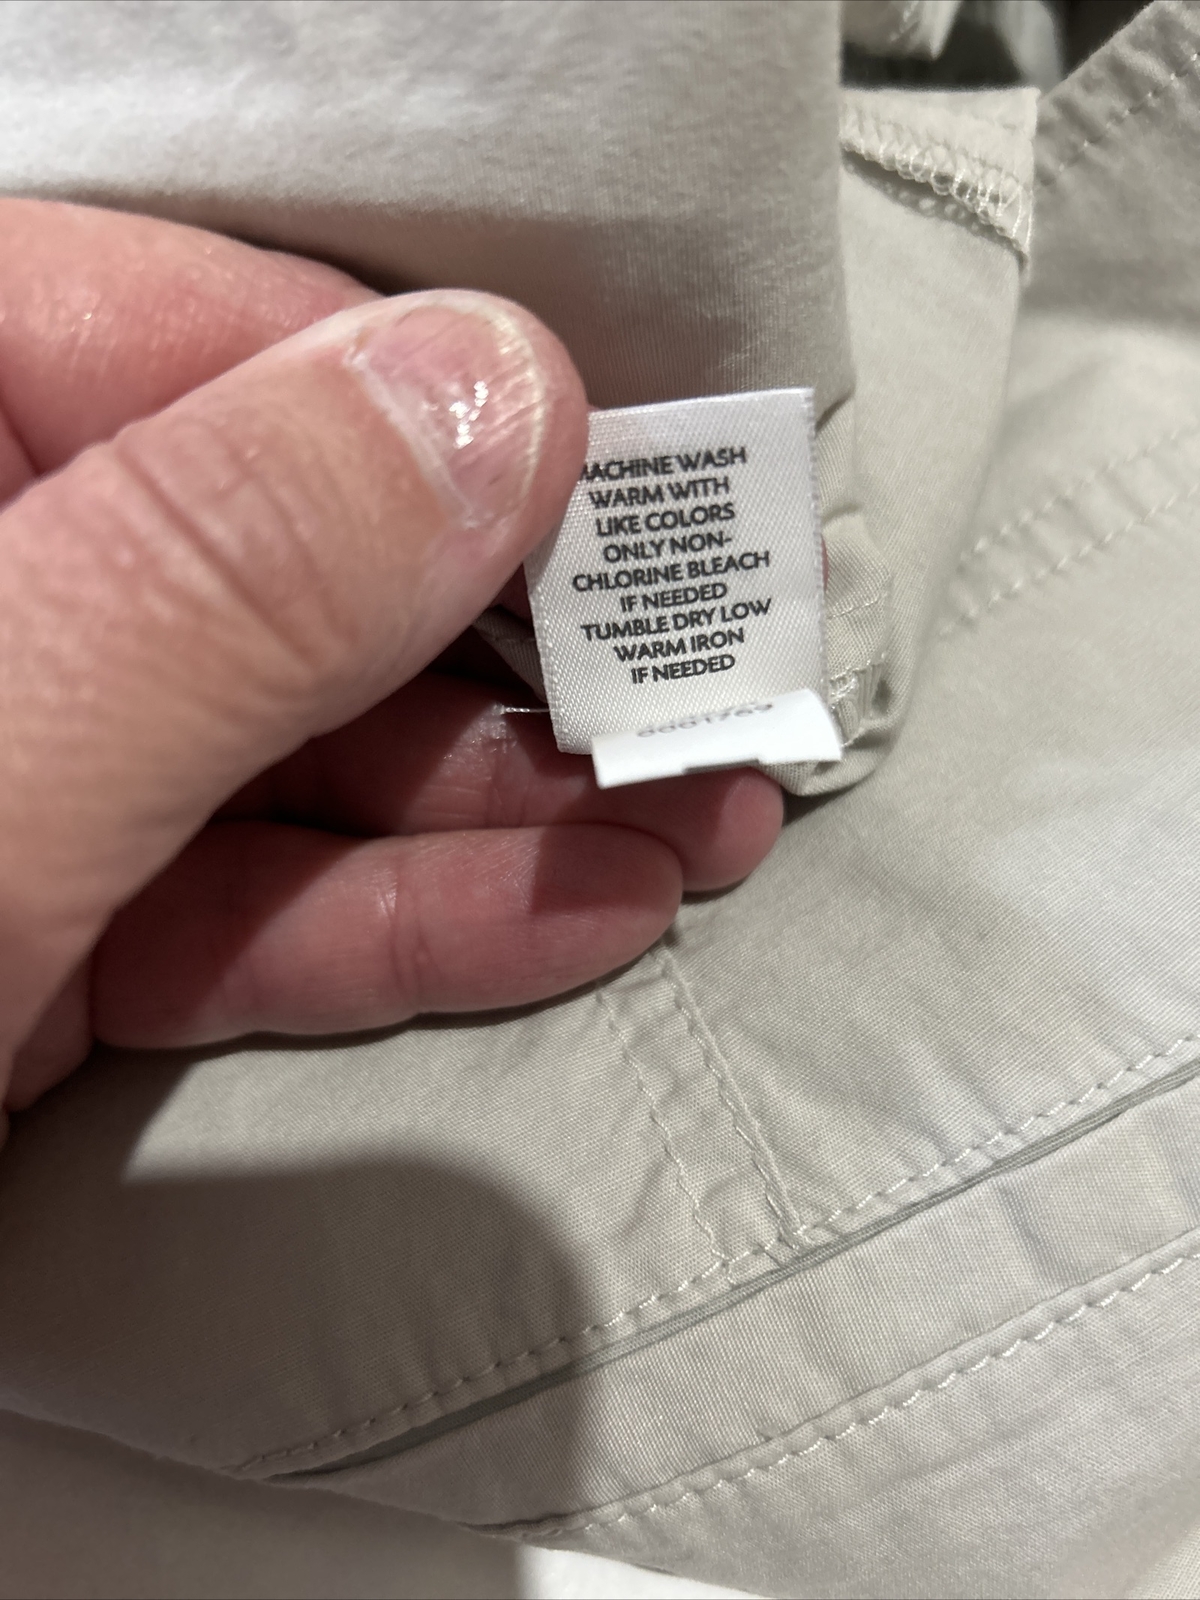 MACHINE WASH
WARM WITH
LIKE COLORS
ONLY NON-
CHLORINE BLEACH
IF NEEDED
TUMBLE DRY LOW
WARM IRON
IF NEEDED